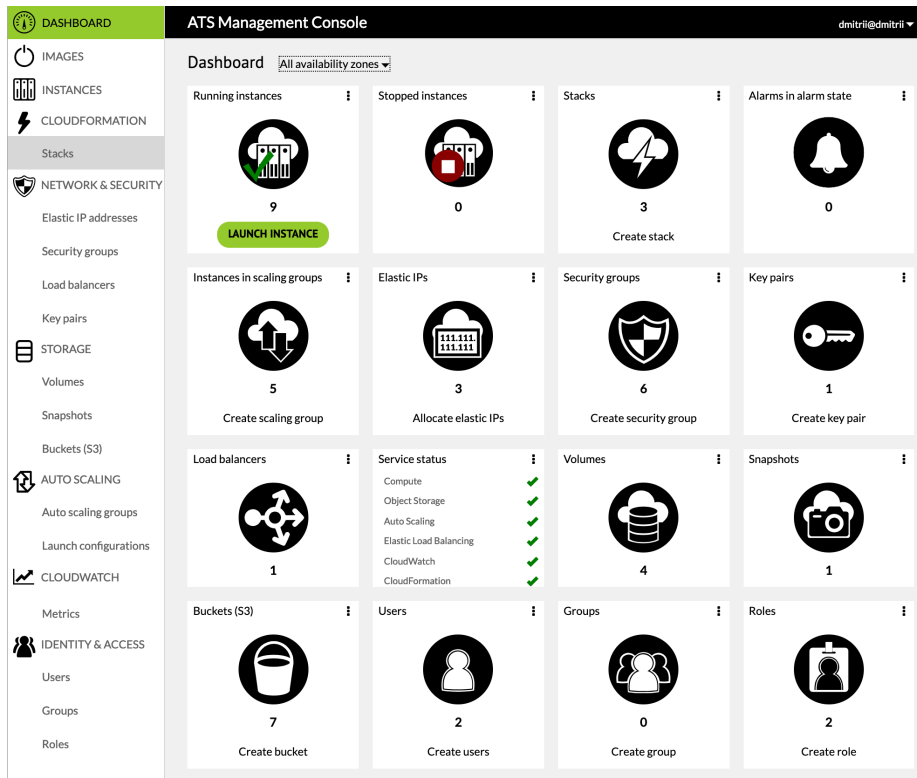 DASHBOARD
ATS Management Console
dmitrii@dmitrii
IMAGES
INSTANCES
CLOUDFORMATION
Stacks
NETWORK & SECURITY
Elastic IP addresses
Security groups
Load balancers
Key pairs
STORAGE
Volumes
Snapshots
Buckets (S3)
AUTO SCALING
Auto scaling groups
Launch configurations
CLOUDWATCH
Metrics
IDENTITY & ACCESS
Users
Groups
Roles
Dashboard
All availability zones
Running instances
9
LAUNCH INSTANCE
Stopped instances
0
Stacks
3
Create stack
Alarms in alarm state
0
Instances in scaling groups
5
Create scaling group
Elastic IPs
111.111.
111.111
3
Allocate elastic IPs
Security groups
6
Create security group
Key pairs
1
Create key pair
Load balancers
1
Service status
Compute
Object Storage
Auto Scaling
Elastic Load Balancing
CloudWatch
CloudFormation
Volumes
4
Snapshots
1
Buckets (S3)
7
Create bucket
Users
2
Create users
Groups
0
Create group
Roles
2
Create role